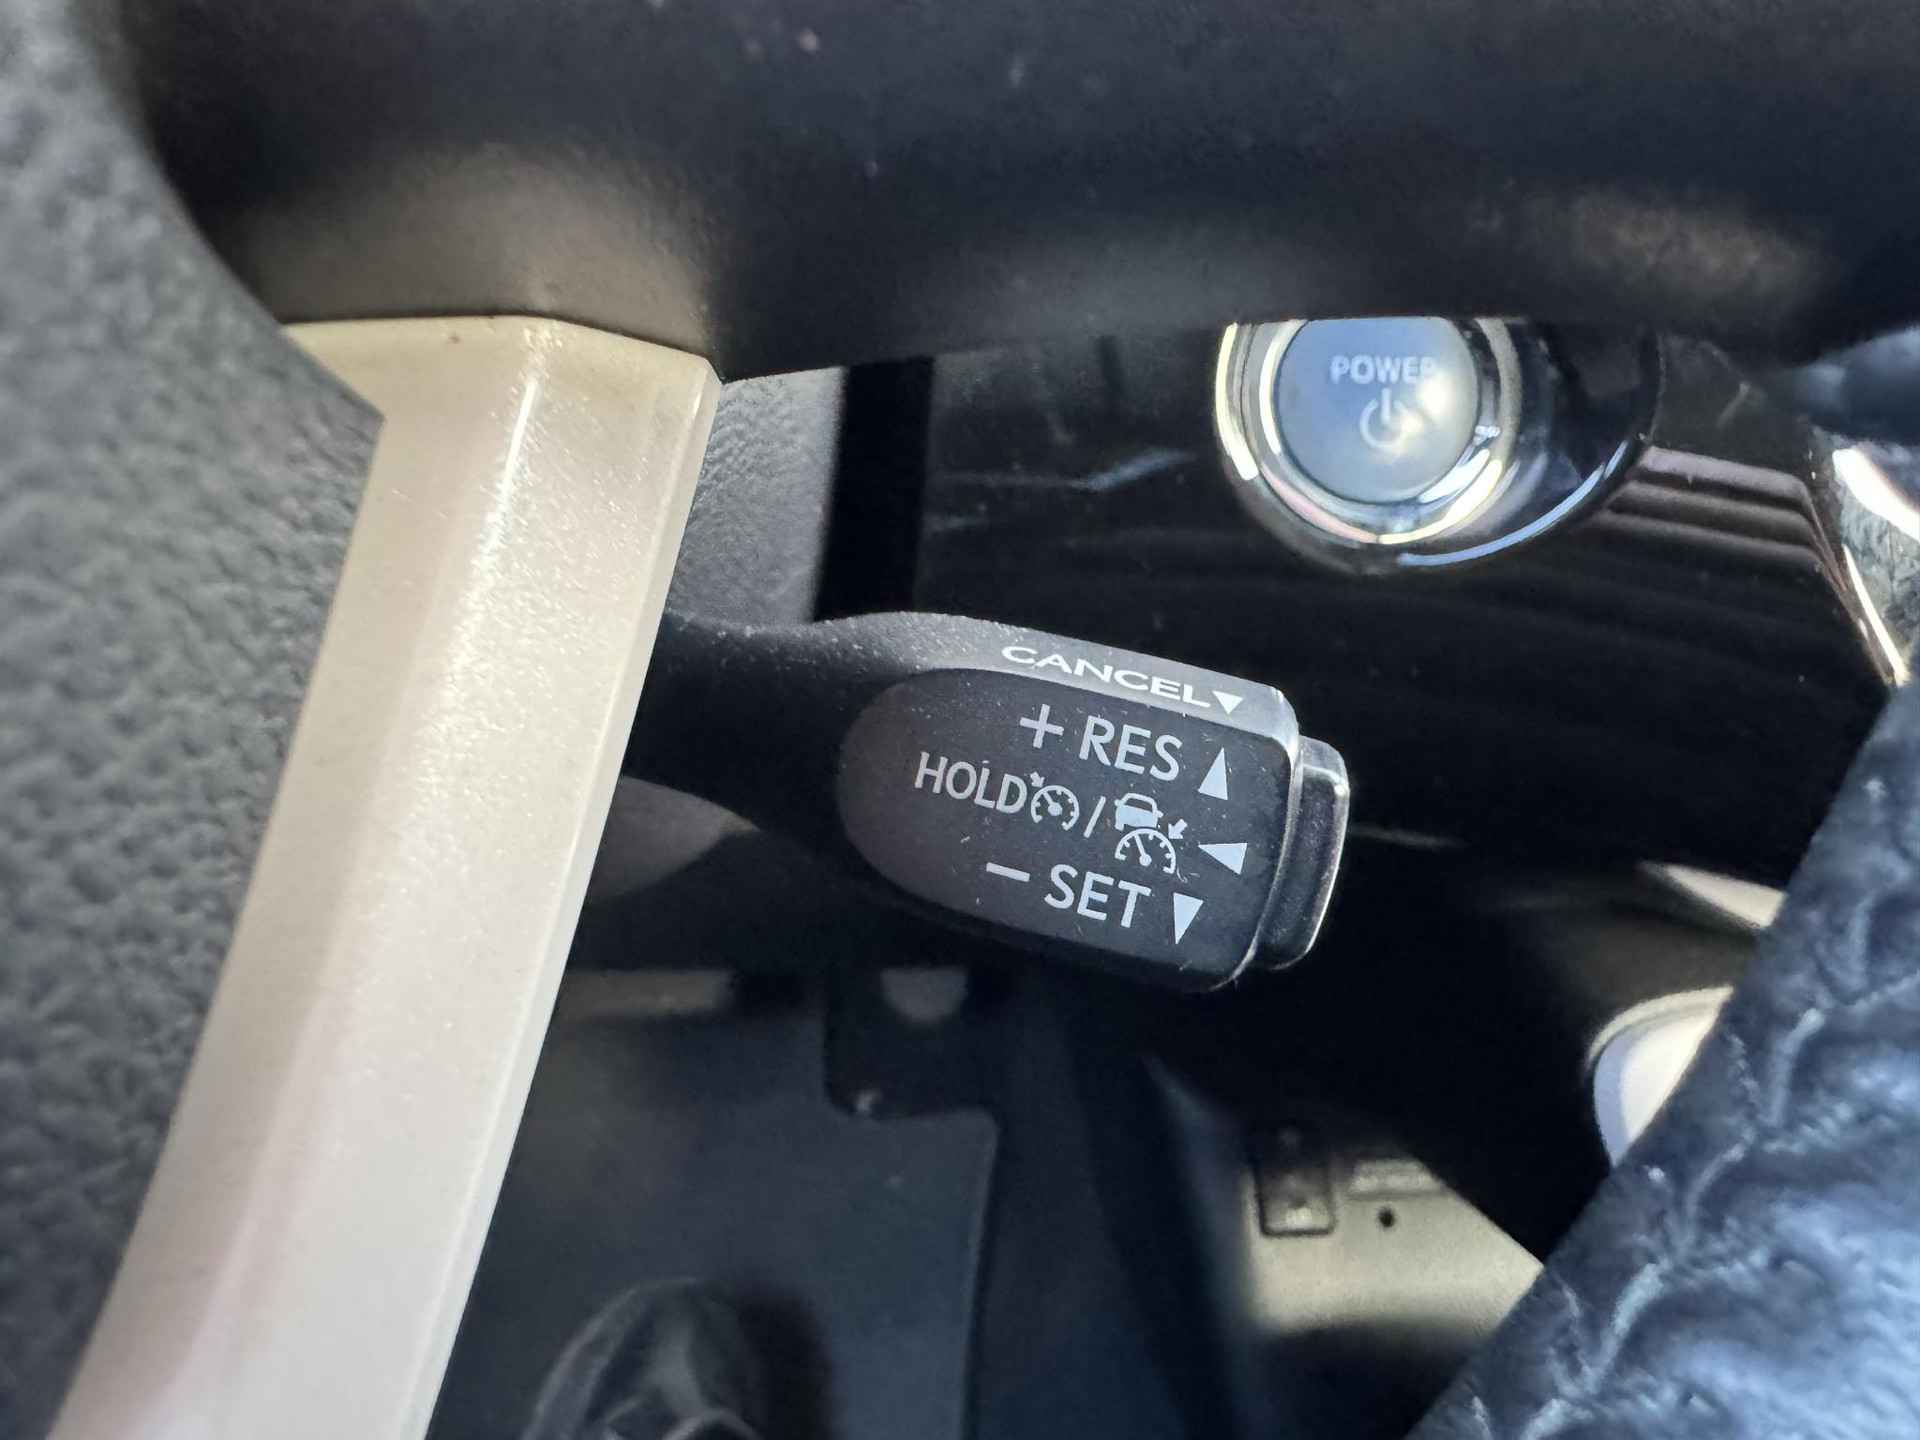 POWER
CANCEL▼
+ RES ▲
HOLD / ◀
– SET ▼